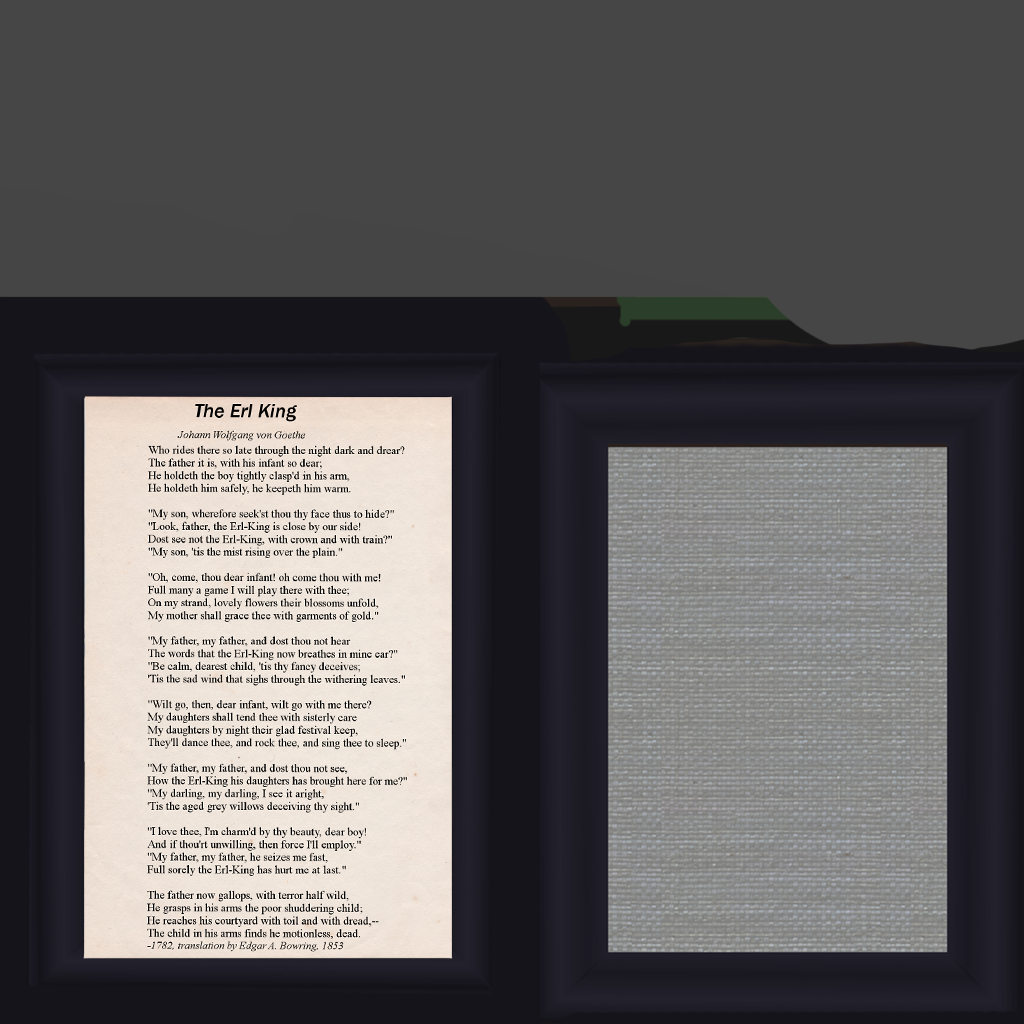 The Erl King
Johann Wolfgang von Goethe
Who rides there so late through the night dark and drear?
The father it is, with his infant so dear;
He holdeth the boy tightly clasp'd in his arm,
He holdeth him safely, he keepeth him warm.
"My son, wherefore seek'st thou thy face thus to hide?"
"Look, father, the Erl-King is close by our side!
Dost see not the Erl-King, with crown and with train?"
"My son, 'tis the mist rising over the plain."
"Oh, come, thou dear infant! oh come thou with me!
Full many a game I will play there with thee;
On my strand, lovely flowers their blossoms unfold,
My mother shall grace thee with garments of gold."
"My father, my father, and dost thou not hear
The words that the Erl-King now breathes in mine ear?"
"Be calm, dearest child, 'tis thy fancy deceives;
'Tis the sad wind that sighs through the withering leaves."
"Wilt go, then, dear infant, wilt go with me there?
My daughters shall tend thee with sisterly care
My daughters by night their glad festival keep,
They'll dance thee, and rock thee, and sing thee to sleep."
"My father, my father, and dost thou not see,
How the Erl-King his daughters has brought here for me?"
"My darling, my darling, I see it aright,
'Tis the aged grey willows deceiving thy sight."
"I love thee, I'm charm'd by thy beauty, dear boy!
And if thou'rt unwilling, then force I'll employ."
"My father, my father, he seizes me fast,
Full sorely the Erl-King has hurt me at last."
The father now gallops, with terror half wild,
He grasps in his arms the poor shuddering child;
He reaches his courtyard with toil and with dread,--
The child in his arms finds he motionless, dead.
-1782, translation by Edgar A. Bowring, 1853